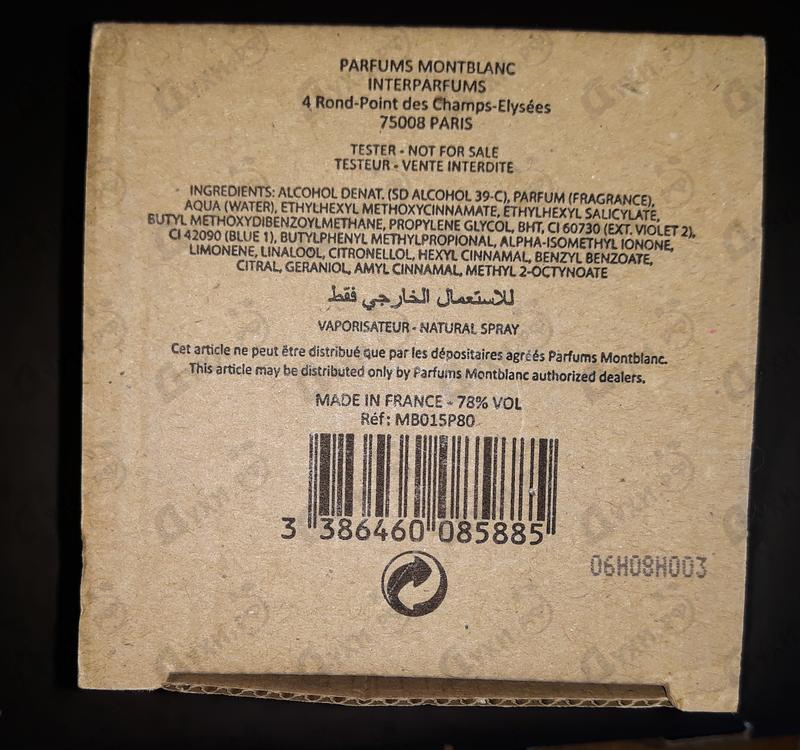 PARFUMS MONTBLANC
INTERPARFUMS
4 Rond-Point des Champs-Elysées
75008 PARIS
TESTER - NOT FOR SALE
TESTEUR - VENTE INTERDITE
INGREDIENTS: ALCOHOL DENAT. (SD ALCOHOL 39-C), PARFUM (FRAGRANCE),
AQUA (WATER), ETHYLHEXYL METHOXYCINNAMATE, ETHYLHEXYL SALICYLATE,
BUTYL METHOXYDIBENZOYLMETHANE, PROPYLENE GLYCOL, BHT, CI 60730 (EXT. VIOLET 2),
CI 42090 (BLUE 1), BUTYLPHENYL METHYLPROPIONAL, ALPHA-ISOMETHYL IONONE,
LIMONENE, LINALOOL, CITRONELLOL, HEXYL CINNAMAL, BENZYL BENZOATE,
CITRAL, GERANIOL, AMYL CINNAMAL, METHYL 2-OCTYNOATE
للاستعمال الخارجي فقط
VAPORISATEUR - NATURAL SPRAY
Cet article ne peut être distribué que par les dépositaires agréés Parfums Montblanc.
This article may be distributed only by Parfums Montblanc authorized dealers.
MADE IN FRANCE - 78% VOL
Réf: MB015P80
3 386460 085885
06H08H003